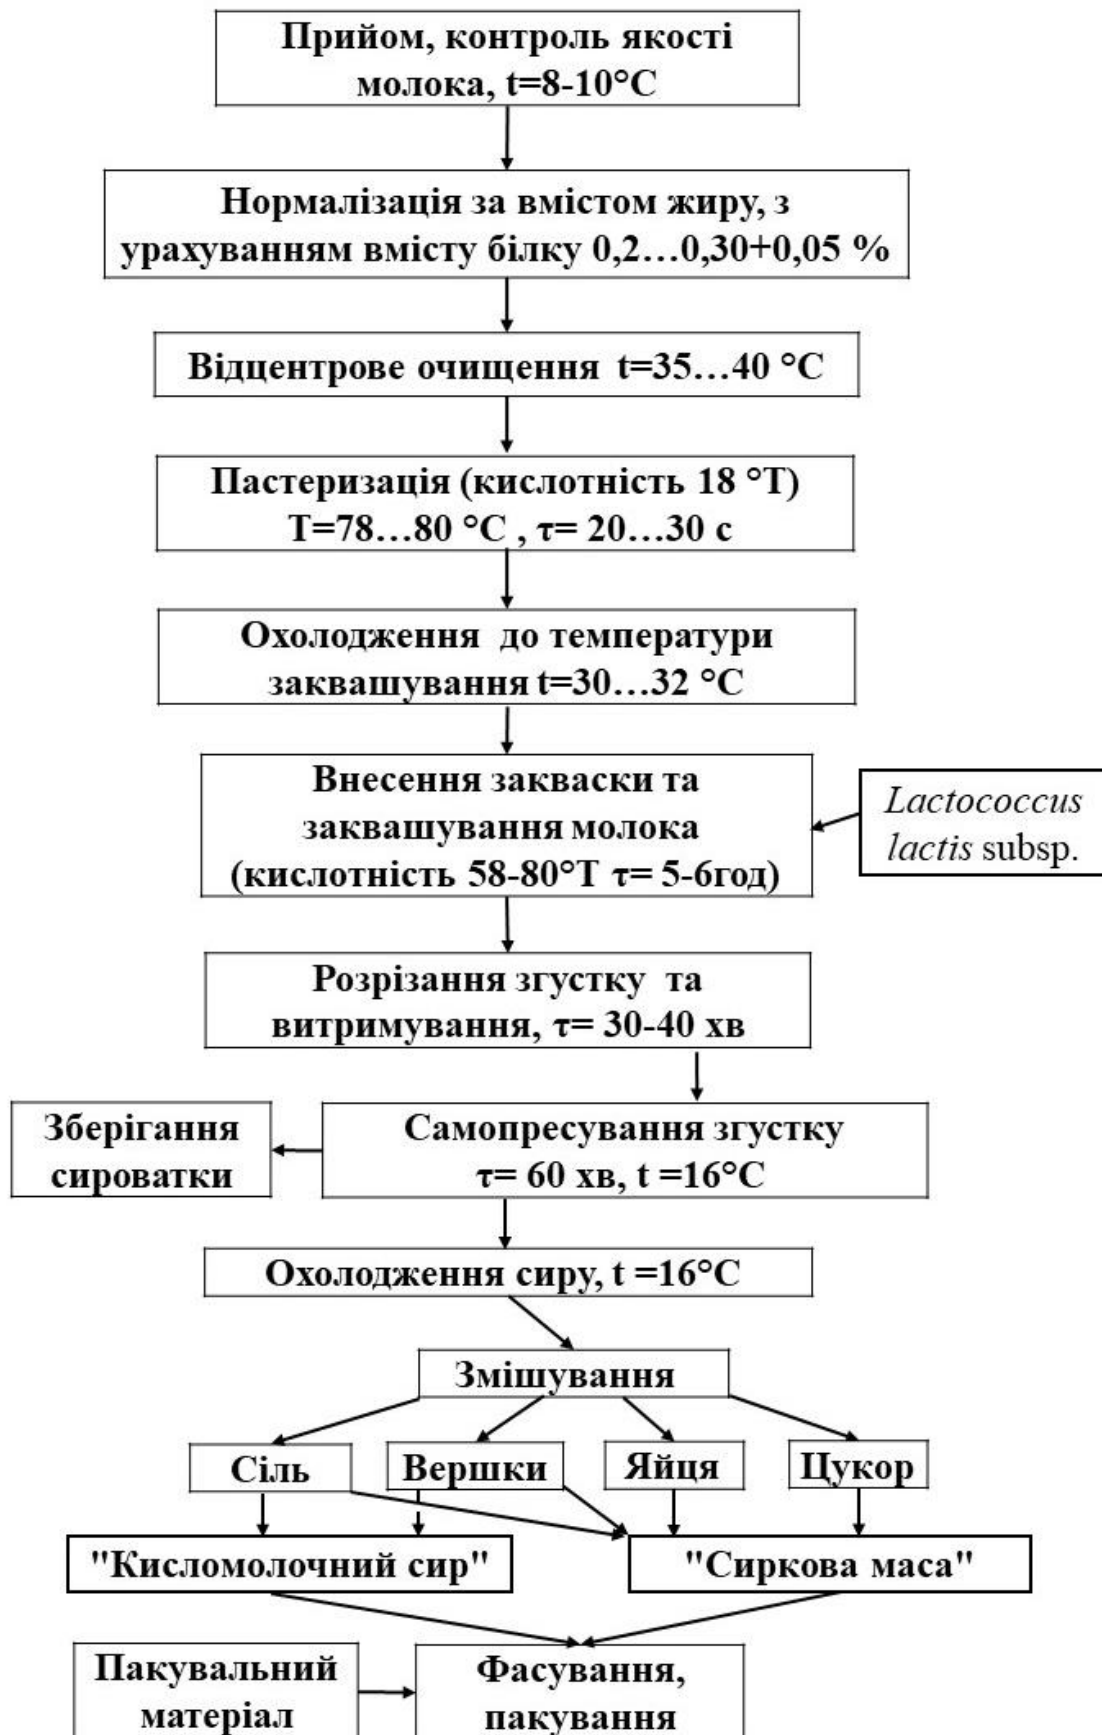 Прийом, контроль якості
молока, t=8-10°C
Нормалізація за вмістом жиру, з
урахуванням вмісту білку 0,2…0,30+0,05 %
Відцентрове очищення t=35…40 °C
Пастеризація (кислотність 18 °Т)
Т=78…80 °C , τ= 20…30 с
Охолодження до температури
заквашування t=30…32 °C
Внесення закваски та
заквашування молока
(кислотність 58-80°Т τ= 5-6год)
Lactococcus
lactis subsp.
Розрізання згустку та
витримування, τ= 30-40 хв
Зберігання
сироватки
Самопресування згустку
τ= 60 хв, t =16°C
Охолодження сиру, t =16°C
Змішування
Сіль
Вершки
Яйця
Цукор
"Кисломолочний сир"
"Сиркова маса"
Пакувальний
матеріал
Фасування,
пакування